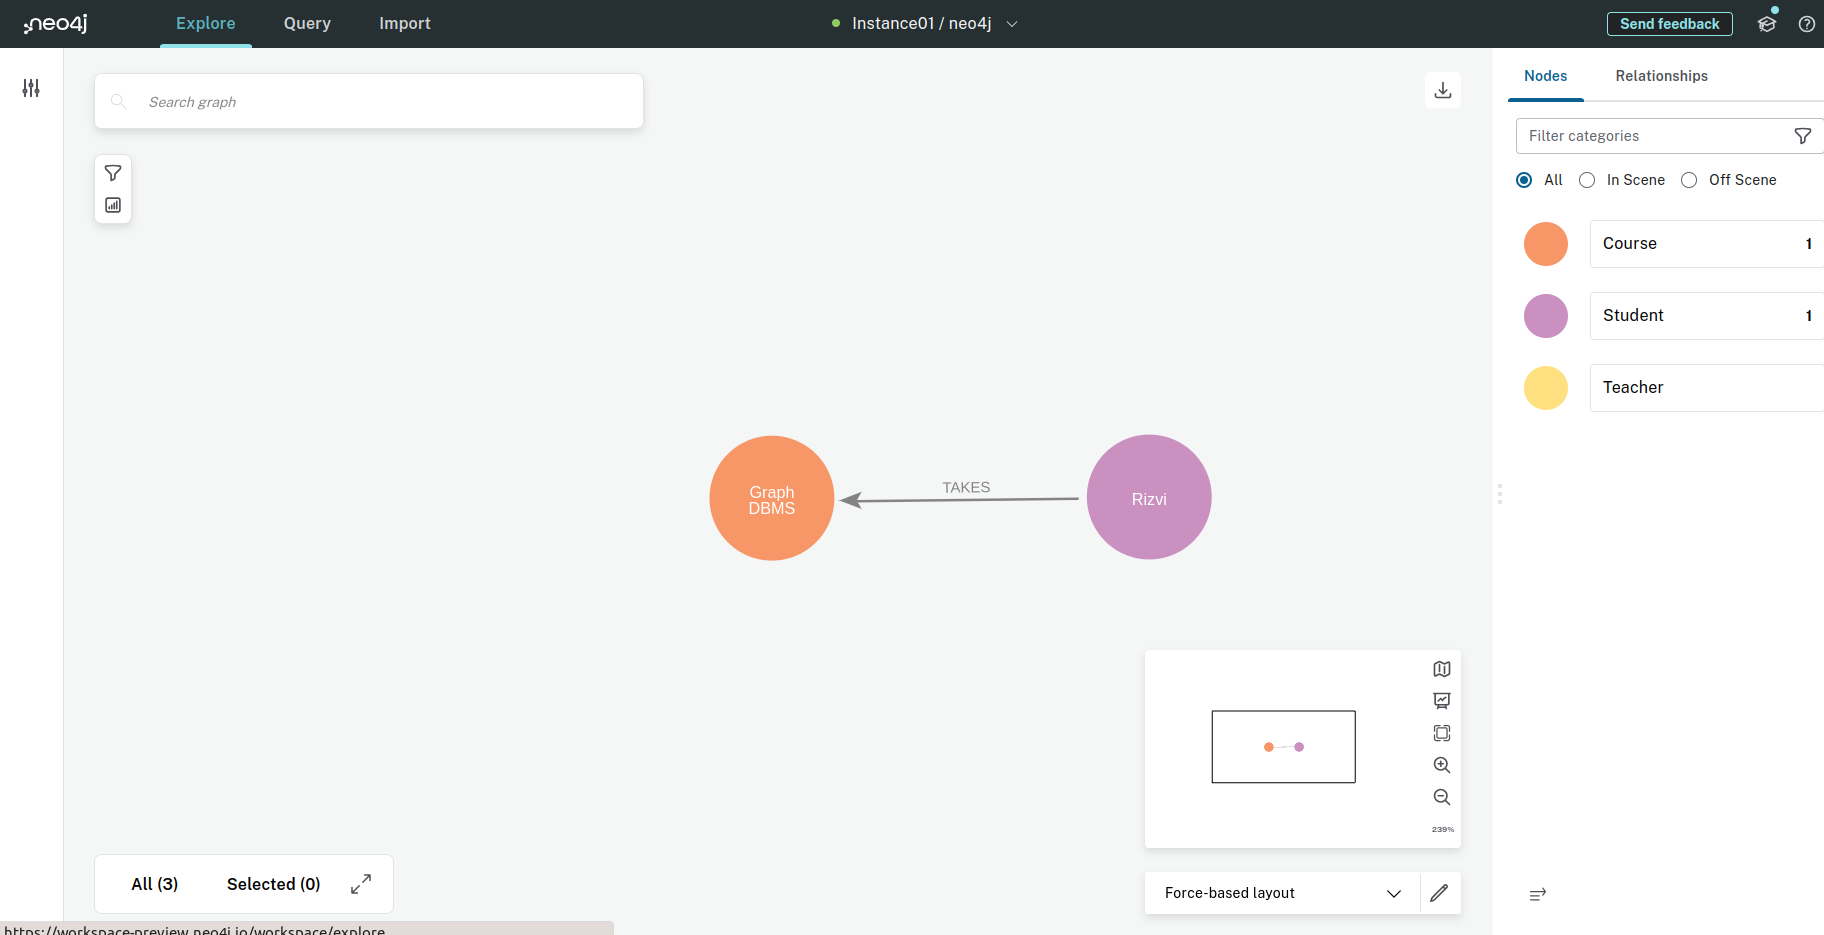 neo4j
Explore
Query
Import
Instance01 / neo4j
Send feedback
Search graph
Nodes
Relationships
Filter categories
All
In Scene
Off Scene
Course 1
Student 1
Teacher
Graph
DBMS
TAKES
Rizvi
239%
All (3)
Selected (0)
Force-based layout
https://workspace-preview.neo4j.io/workspace/explore